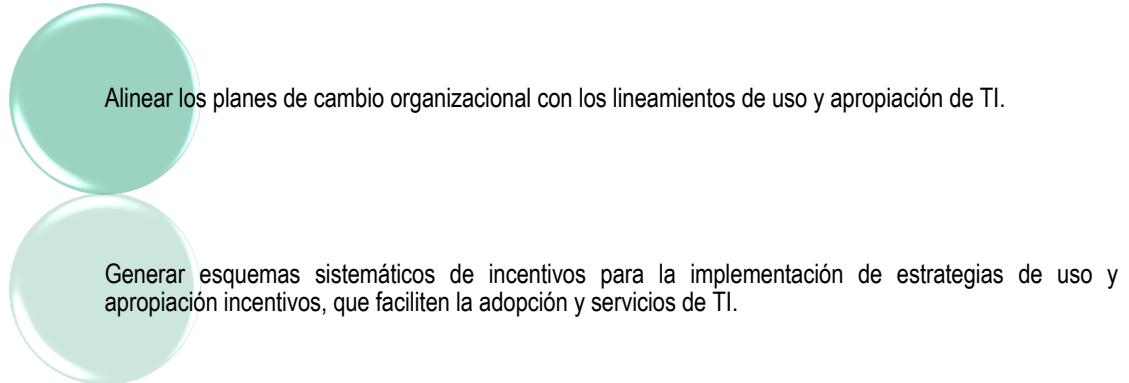 Alinear los planes de cambio organizacional con los lineamientos de uso y apropiación de TI.
Generar esquemas sistemáticos de incentivos para la implementación de estrategias de uso y
apropiación incentivos, que faciliten la adopción y servicios de TI.